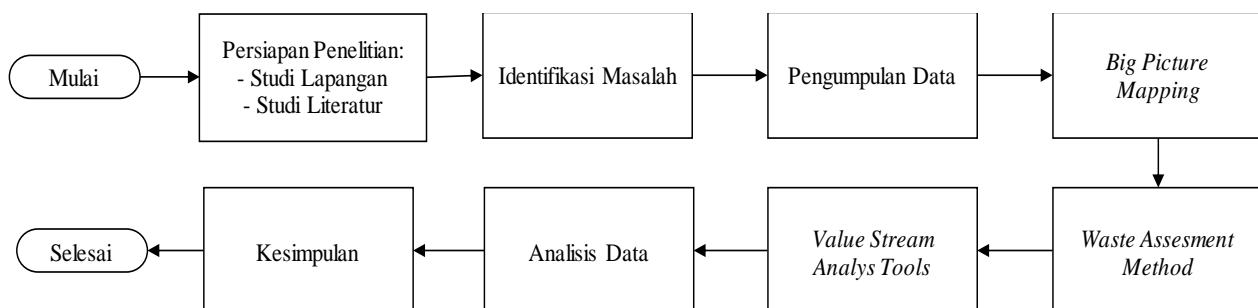 Mulai
Persiapan Penelitian:
- Studi Lapangan
- Studi Literatur
Identifikasi Masalah
Pengumpulan Data
Big Picture
Mapping
Waste Assesment
Method
Value Stream
Analys Tools
Analisis Data
Kesimpulan
Selesai